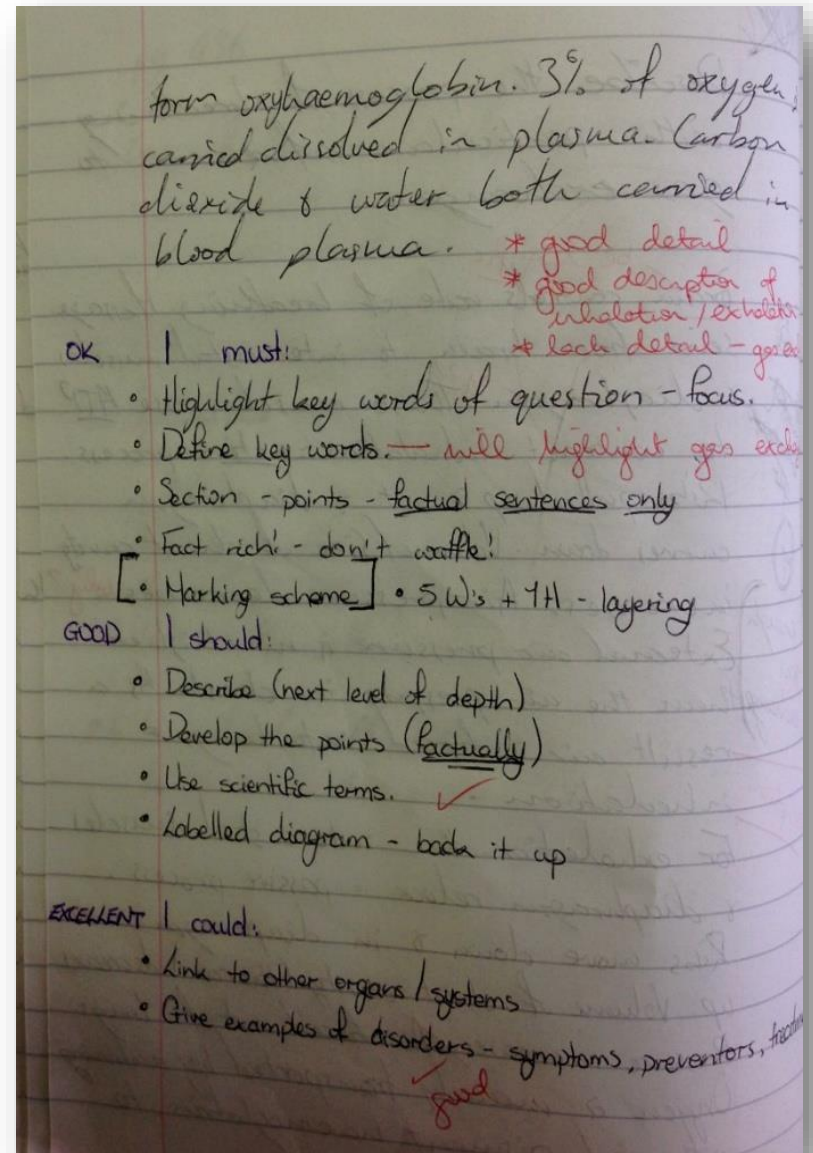 form oxyhaemoglobin. 3% of oxygen
carried dissolved in plasma. Carbon
dioxide & water both carried in
blood plasma. * good detail
* good description of
inhalation / exhalation
* lack detail - gas ex
OK I must:
• Highlight key words of question - focus.
• Define key words. — will highlight gas exch
• Section - points - factual sentences only
• Fact rich! - don't waffle!
[• Marking scheme] • 5 W's + 1H - layering
GOOD I should:
• Describe (next level of depth)
• Develop the points (factually)
• Use scientific terms. ✓
• Labelled diagram - back it up
EXCELLENT I could:
• Link to other organs / systems
• Give examples of disorders - symptoms, preventors,
✓ good